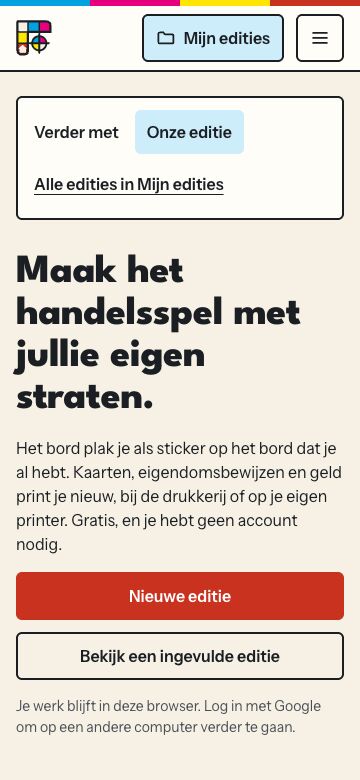 Mijn edities
Verder met
Onze editie
Alle edities in Mijn edities
Maak het
handelsspel met
jullie eigen
straten.
Het bord plak je als sticker op het bord dat je
al hebt. Kaarten, eigendomsbewijzen en geld
print je nieuw, bij de drukkerij of op je eigen
printer. Gratis, en je hebt geen account
nodig.
Nieuwe editie
Bekijk een ingevulde editie
Je werk blijft in deze browser. Log in met Google
om op een andere computer verder te gaan.